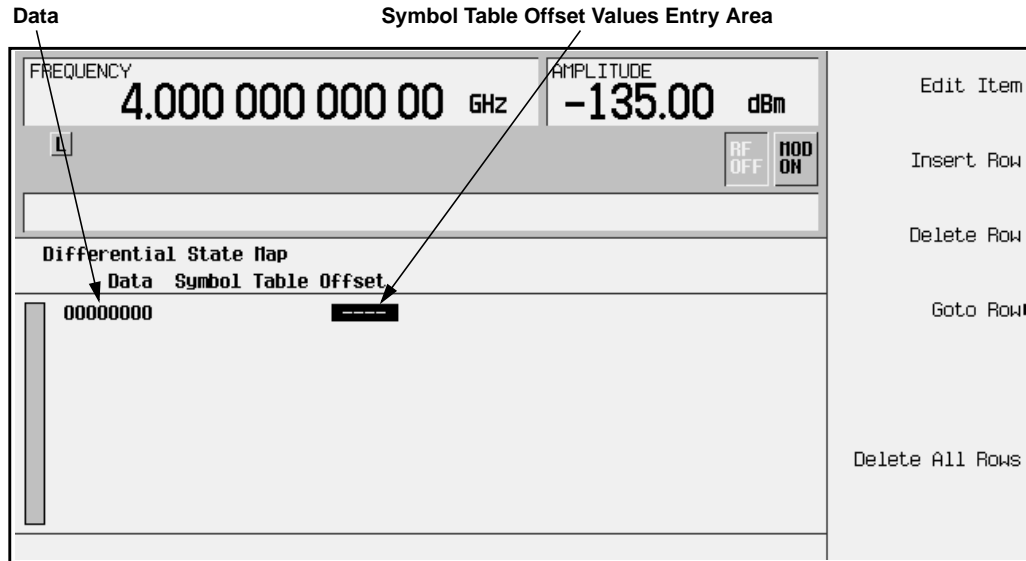 Data
Symbol Table Offset Values Entry Area
FREQUENCY
4.000 000 000 00 GHz
AMPLITUDE
-135.00 dBm
L
RF OFF
MOD ON
Differential State Map
Data Symbol Table Offset
00000000 ----
Edit Item
Insert Row
Delete Row
Goto Row
Delete All Rows